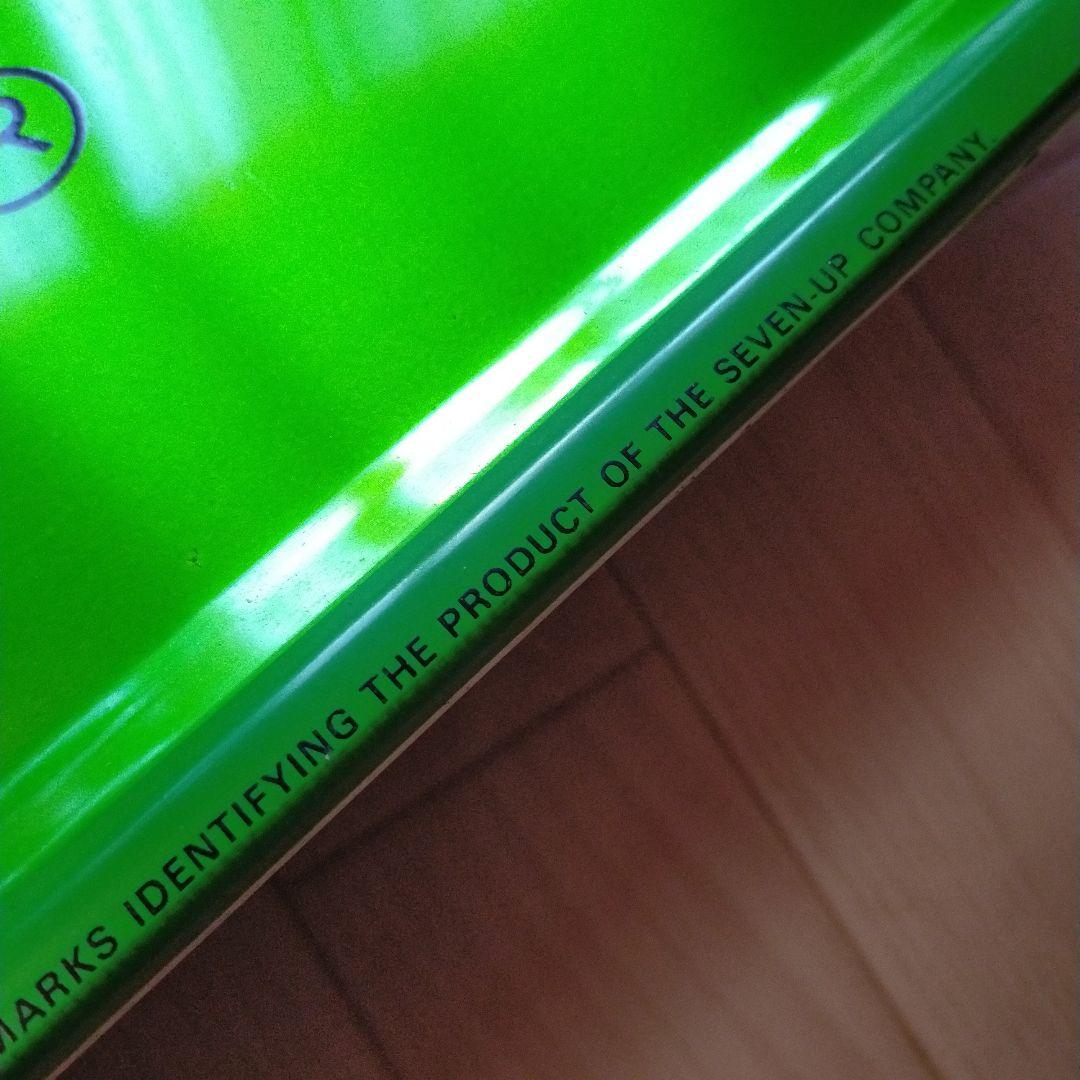 ®
MARKS IDENTIFYING THE PRODUCT OF THE SEVEN-UP COMPANY.